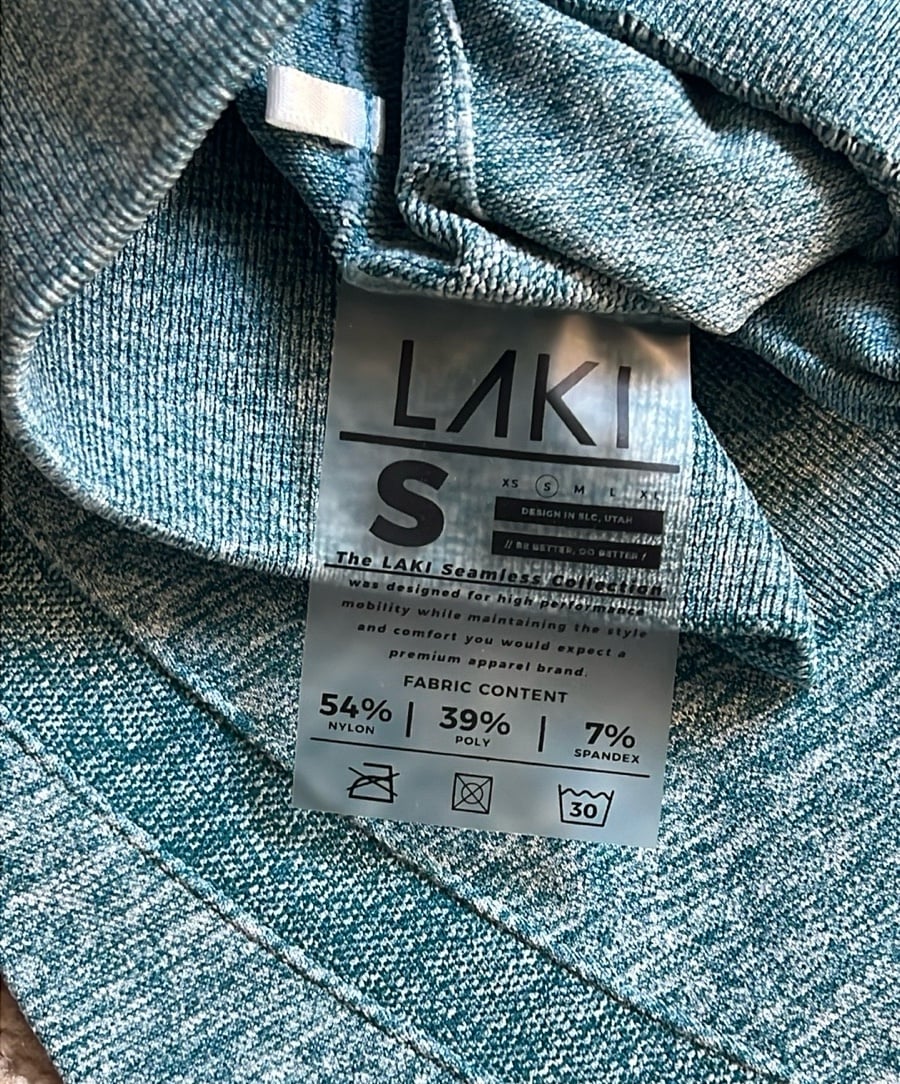 LAKI
S
XS S M L XL
DESIGN IN SLC, UTAH
// BE BETTER, DO BETTER /
The LAKI Seamless Collection
was designed for high performance
mobility while maintaining the style
and comfort you would expect a
premium apparel brand.
FABRIC CONTENT
54% | 39% | 7%
NYLON POLY SPANDEX
30